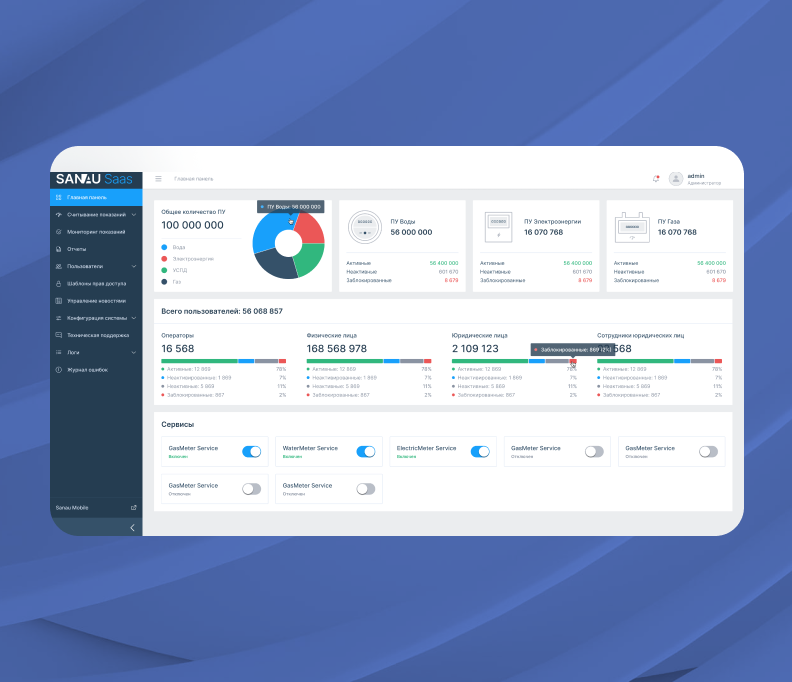 SANAU Saas
Главная панель
admin
Администратор
Главная панель
Считывание показаний
Мониторинг показаний
Отчеты
Пользователи
Шаблоны прав доступа
Управление новостями
Конфигурация системы
Техническая поддержка
Логи
Журнал ошибок
Sanau Mobile
Общее количество ПУ
100 000 000
Вода
Электроэнергия
УСПД
Газ
ПУ Воды: 56 000 000
ПУ Воды
56 000 000
Активные 56 400 000
Неактивные 601 670
Заблокированные 8 679
ПУ Электроэнергии
16 070 768
Активные 56 400 000
Неактивные 601 670
Заблокированные 8 679
ПУ Газа
16 070 768
Активные 56 400 000
Неактивные 601 670
Заблокированные 8 679
Всего пользователей: 56 068 857
Операторы
16 568
Активные: 12 869 78%
Неактивированные: 1 869 7%
Неактивные: 5 869 11%
Заблокированные: 867 2%
Физические лица
168 568 978
Активные: 12 869 78%
Неактивированные: 1 869 7%
Неактивные: 5 869 11%
Заблокированные: 867 2%
Юридические лица
2 109 123
Заблокированные: 869 (2%)
Активные: 12 869 78%
Неактивированные: 1 869 7%
Неактивные: 5 869 11%
Заблокированные: 867 2%
Сотрудники юридических лиц
568
Активные: 12 869 78%
Неактивированные: 1 869 7%
Неактивные: 5 869 11%
Заблокированные: 867 2%
Сервисы
GasMeter Service
Включен
WaterMeter Service
Включен
ElectricMeter Service
Включен
GasMeter Service
Отключен
GasMeter Service
Отключен
GasMeter Service
Отключен
GasMeter Service
Отключен